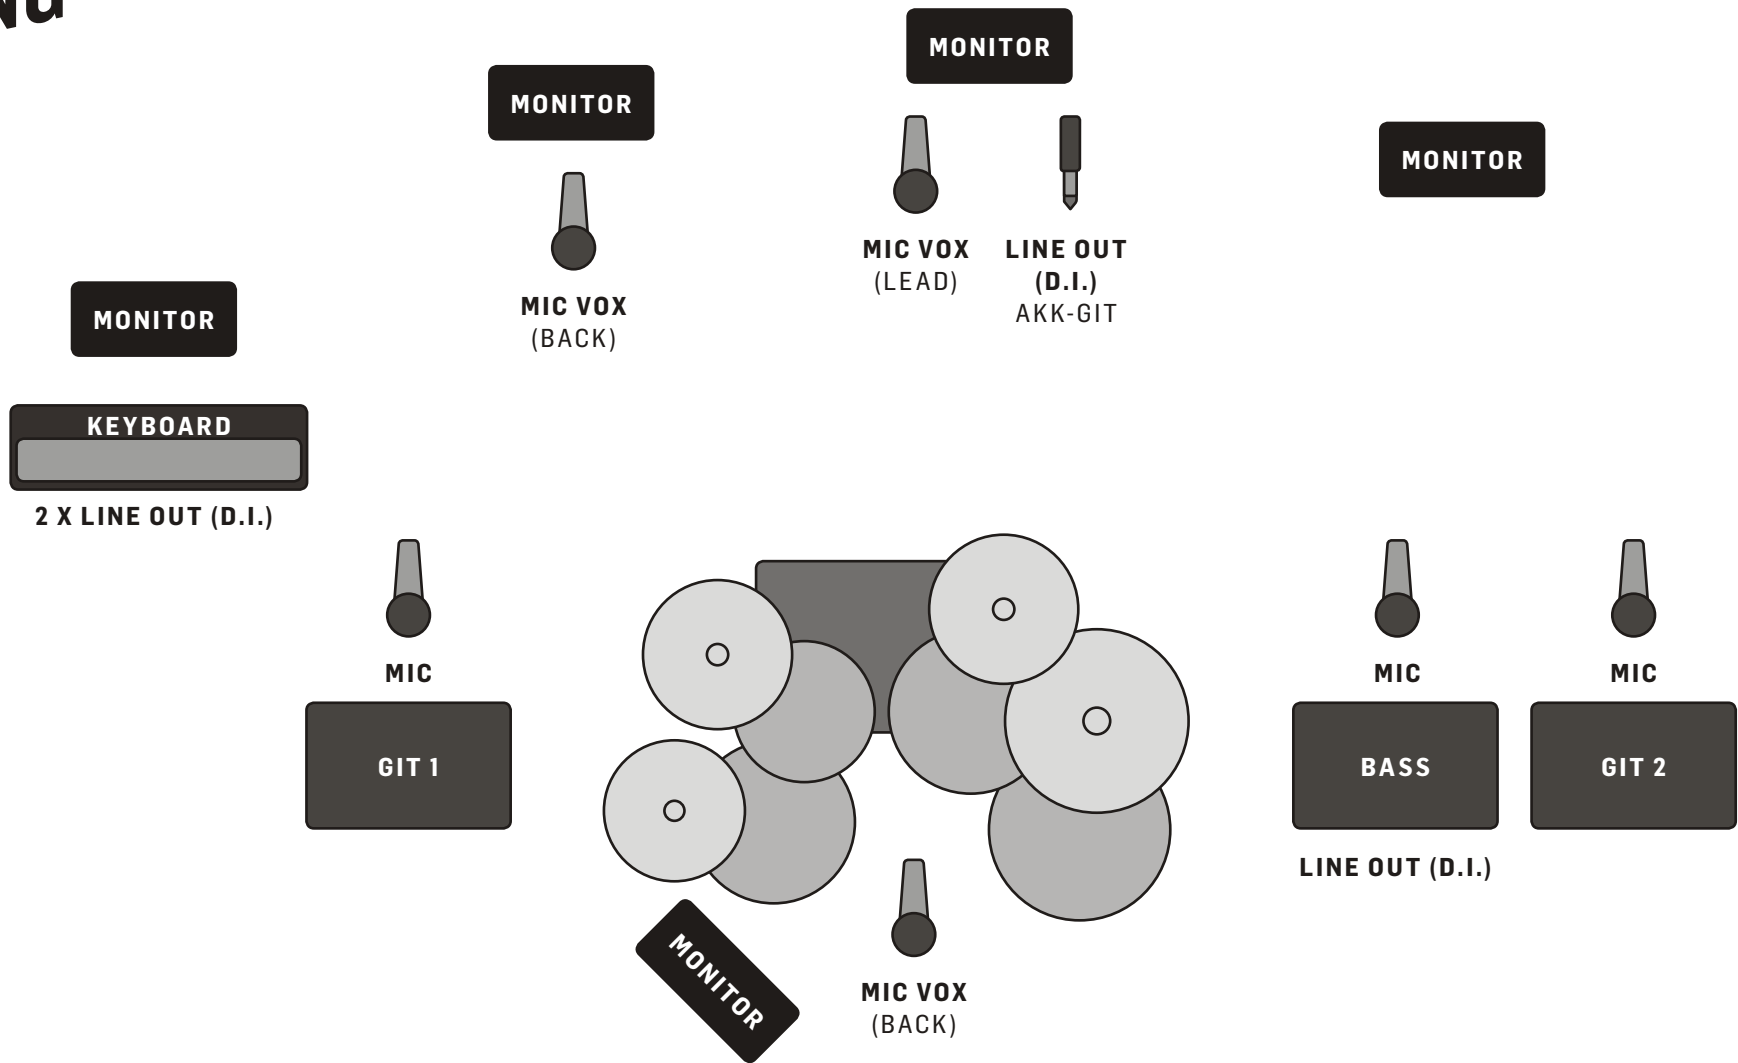 MONITOR
MONITOR
MONITOR
MIC VOX
(LEAD)
LINE OUT
(D.I.)
AKK-GIT
MIC VOX
(BACK)
MONITOR
KEYBOARD
2 X LINE OUT (D.I.)
MIC
MIC
MIC
GIT 1
BASS
GIT 2
LINE OUT (D.I.)
MONITOR
MIC VOX
(BACK)